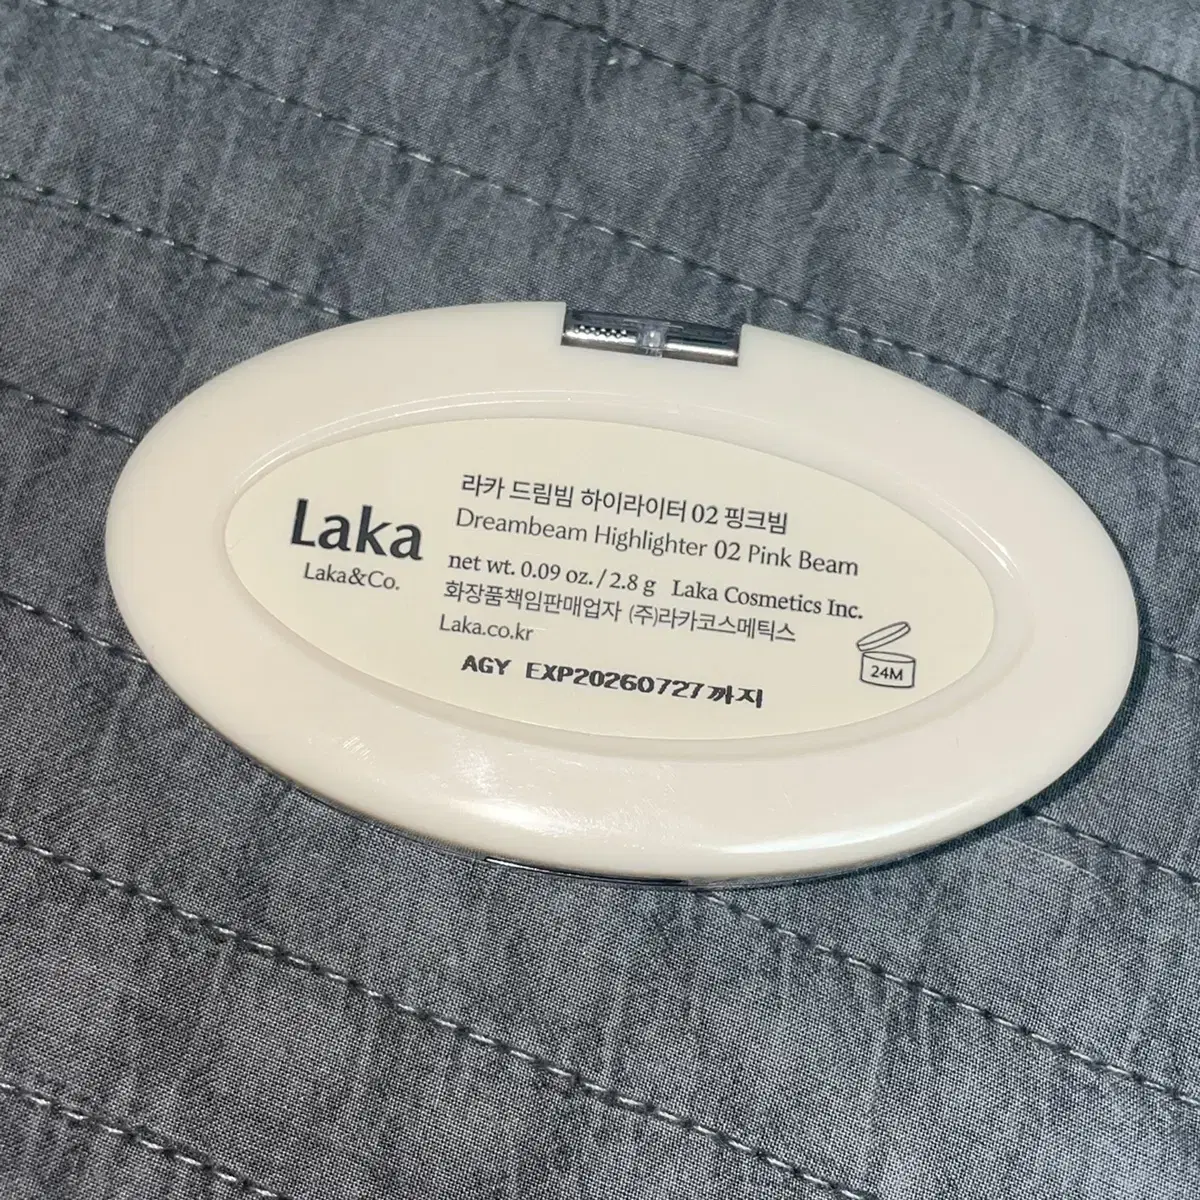 Laka
Laka&Co.
라카 드림빔 하이라이터 02 핑크빔
Dreambeam Highlighter 02 Pink Beam
net wt. 0.09 oz. / 2.8 g Laka Cosmetics Inc.
화장품책임판매업자 (주)라카코스메틱스
Laka.co.kr
AGY EXP20260727까지
24M